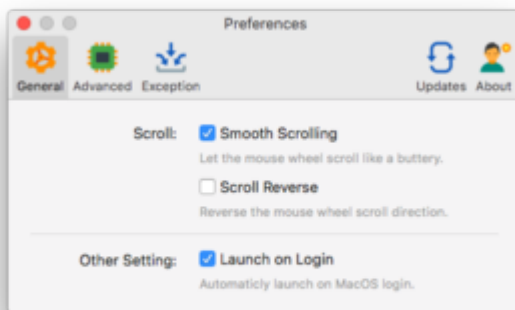 Preferences
General Advanced Exception Updates About
Scroll: Smooth Scrolling
Let the mouse wheel scroll like a buttery.
Scroll Reverse
Reverse the mouse wheel scroll direction.
Other Setting: Launch on Login
Automaticly launch on MacOS login.